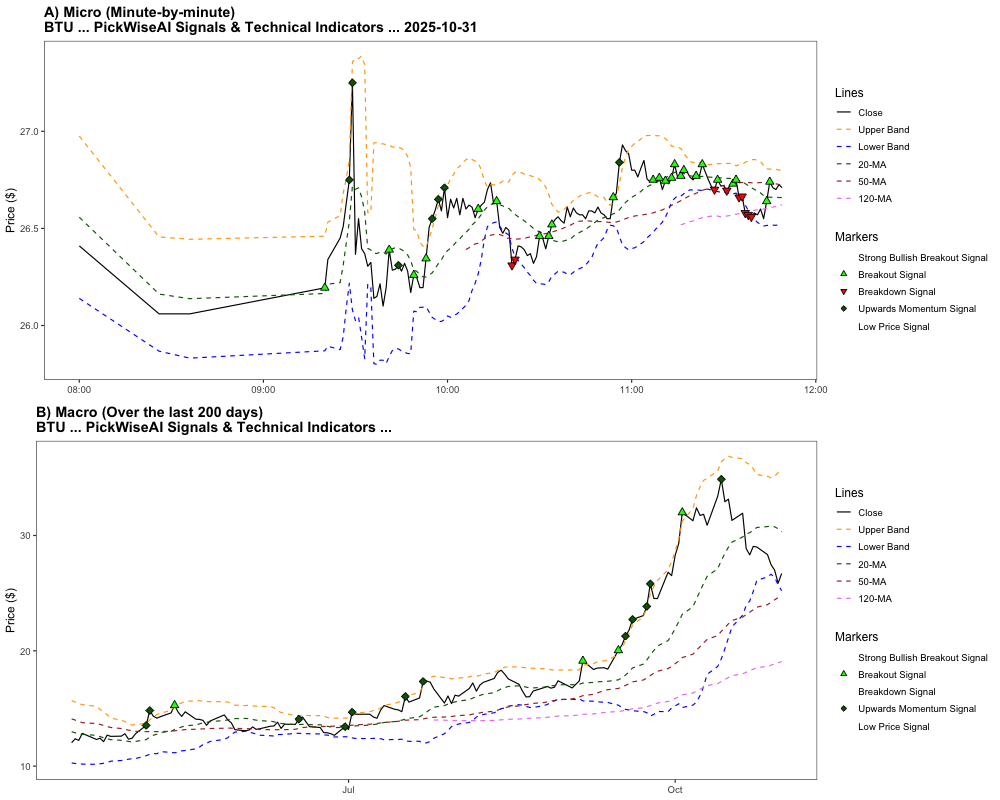 A) Micro (Minute-by-minute)
BTU ... PickWiseAI Signals & Technical Indicators ... 2025-10-31
Price ($)
27.0
26.5
26.0
08:00 09:00 10:00 11:00 12:00
Lines
Close
Upper Band
Lower Band
20-MA
50-MA
120-MA
Markers
Strong Bullish Breakout Signal
Breakout Signal
Breakdown Signal
Upwards Momentum Signal
Low Price Signal
B) Macro (Over the last 200 days)
BTU ... PickWiseAI Signals & Technical Indicators ...
Price ($)
30
20
10
Jul Oct
Lines
Close
Upper Band
Lower Band
20-MA
50-MA
120-MA
Markers
Strong Bullish Breakout Signal
Breakout Signal
Breakdown Signal
Upwards Momentum Signal
Low Price Signal